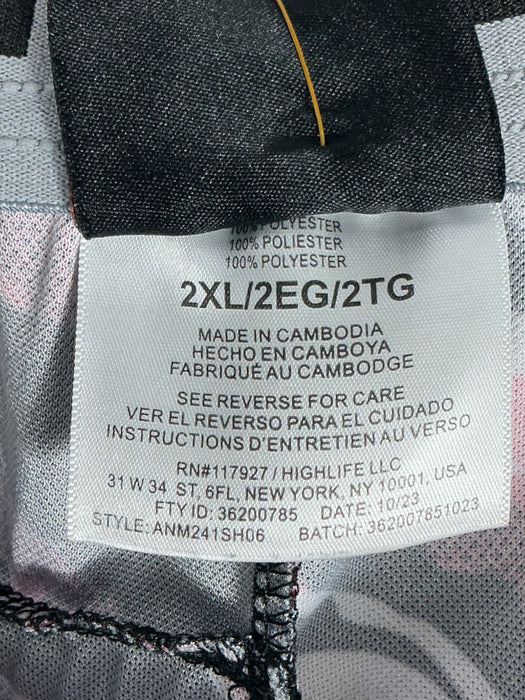 100% POLYESTER
100% POLIESTER
100% POLYESTER
2XL/2EG/2TG
MADE IN CAMBODIA
HECHO EN CAMBOYA
FABRIQUÉ AU CAMBODGE
SEE REVERSE FOR CARE
VER EL REVERSO PARA EL CUIDADO
INSTRUCTIONS D'ENTRETIEN AU VERSO
RN#117927 / HIGHLIFE LLC
31 W 34 ST, 6FL, NEW YORK, NY 10001, USA
FTY ID: 36200785 DATE: 10/23
STYLE: ANM241SH06 BATCH: 362007851023